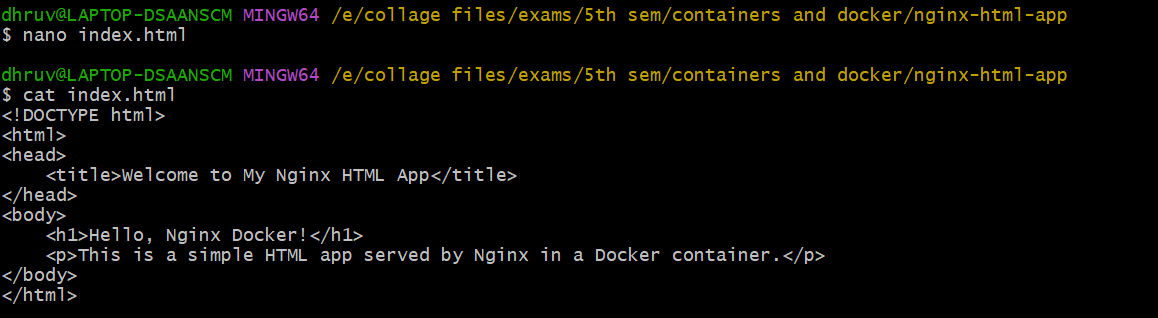 dhruv@LAPTOP-DSAANSCM MINGW64 /e/collage files/exams/5th sem/containers and docker/nginx-html-app
$ nano index.html
dhruv@LAPTOP-DSAANSCM MINGW64 /e/collage files/exams/5th sem/containers and docker/nginx-html-app
$ cat index.html
<!DOCTYPE html>
<html>
<head>
    <title>Welcome to My Nginx HTML App</title>
</head>
<body>
    <h1>Hello, Nginx Docker!</h1>
    <p>This is a simple HTML app served by Nginx in a Docker container.</p>
</body>
</html>